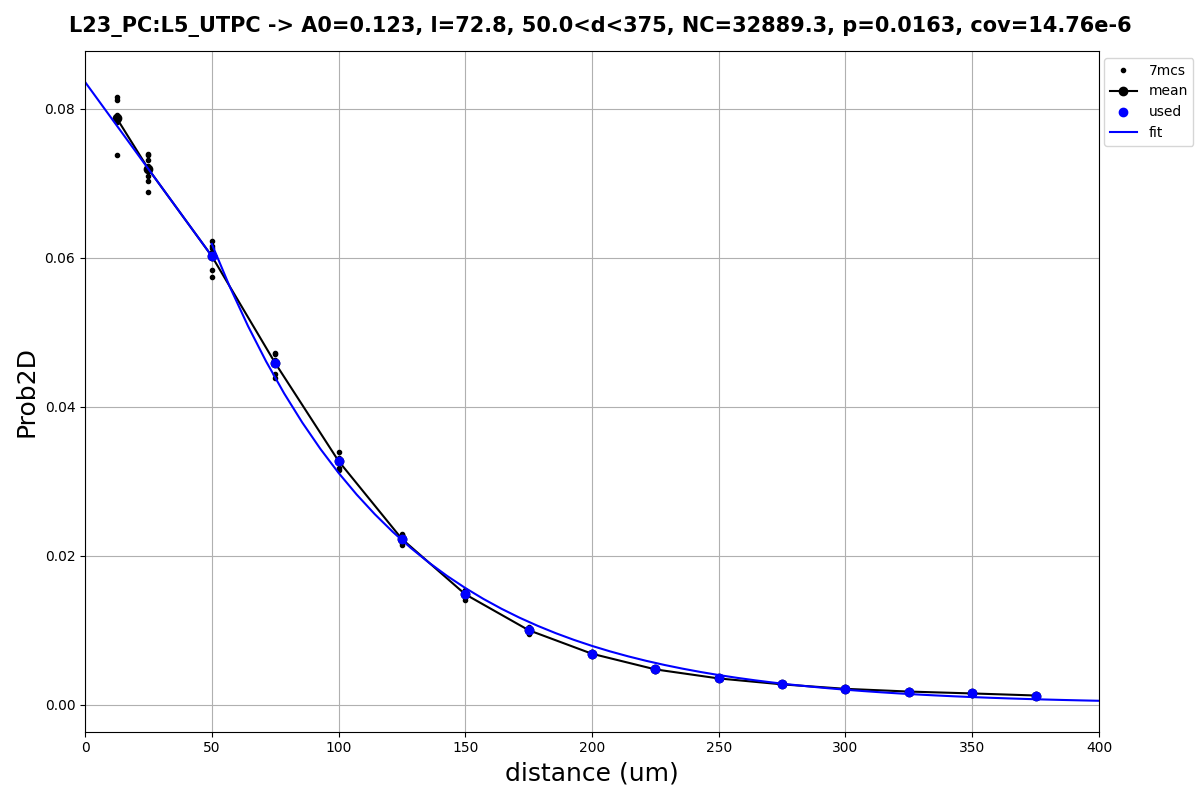 L23_PC:L5_UTPC -> A0=0.123, l=72.8, 50.0<d<375, NC=32889.3, p=0.0163, cov=14.76e-6
7mcs
mean
used
fit
Prob2D
0.08
0.06
0.04
0.02
0.00
0 50 100 150 200 250 300 350 400
distance (um)